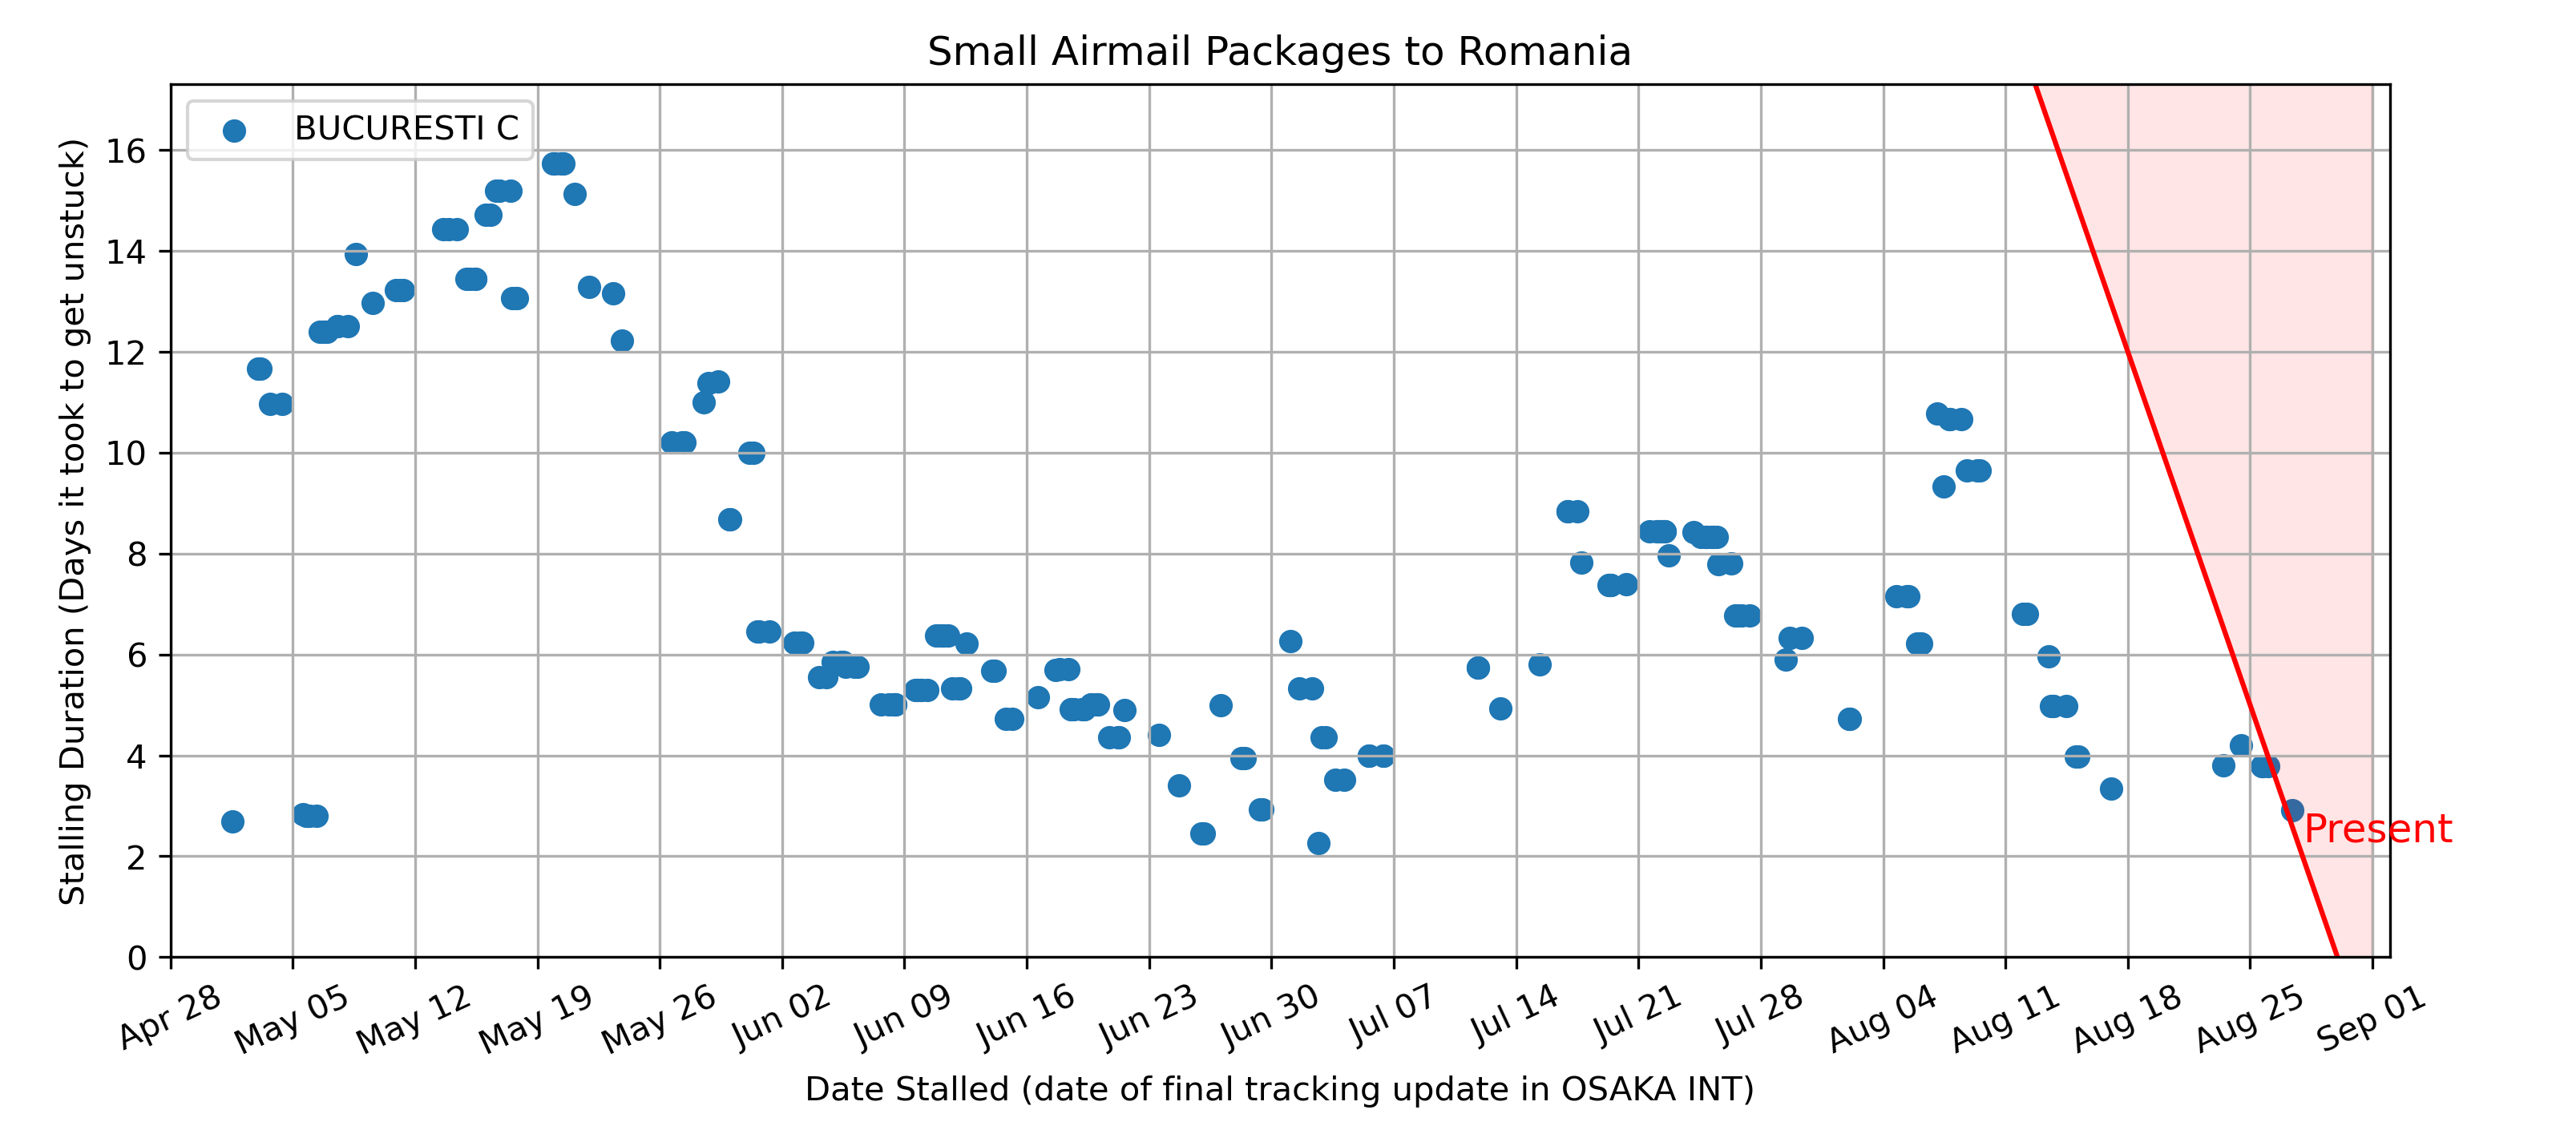 Small Airmail Packages to Romania
BUCURESTI C
Stalling Duration (Days it took to get unstuck)
16
14
12
10
8
6
4
2
0
Present
Apr 28
May 05
May 12
May 19
May 26
Jun 02
Jun 09
Jun 16
Jun 23
Jun 30
Jul 07
Jul 14
Jul 21
Jul 28
Aug 04
Aug 11
Aug 18
Aug 25
Sep 01
Date Stalled (date of final tracking update in OSAKA INT)